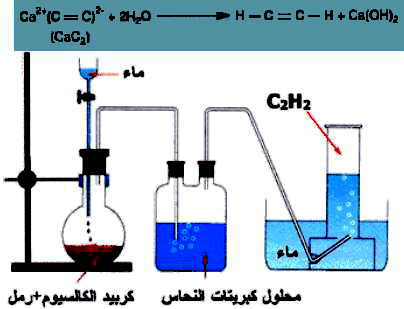 Ca²⁺(C = C)²⁻ + 2H₂O ⟶ H – C = C – H + Ca(OH)₂
(CaC₂)
ماء
C2H2
ماء
كربيد الكالسيوم+رمل
محلول كبريتات النحاس